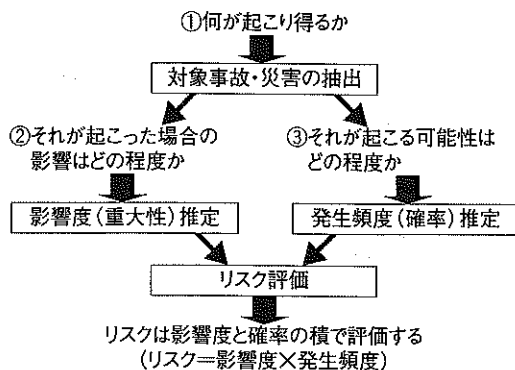 ①何が起こり得るか
対象事故・災害の抽出
②それが起こった場合の
影響はどの程度か
③それが起こる可能性は
どの程度か
影響度(重大性)推定
発生頻度(確率)推定
リスク評価
リスクは影響度と確率の積で評価する
(リスク=影響度×発生頻度)